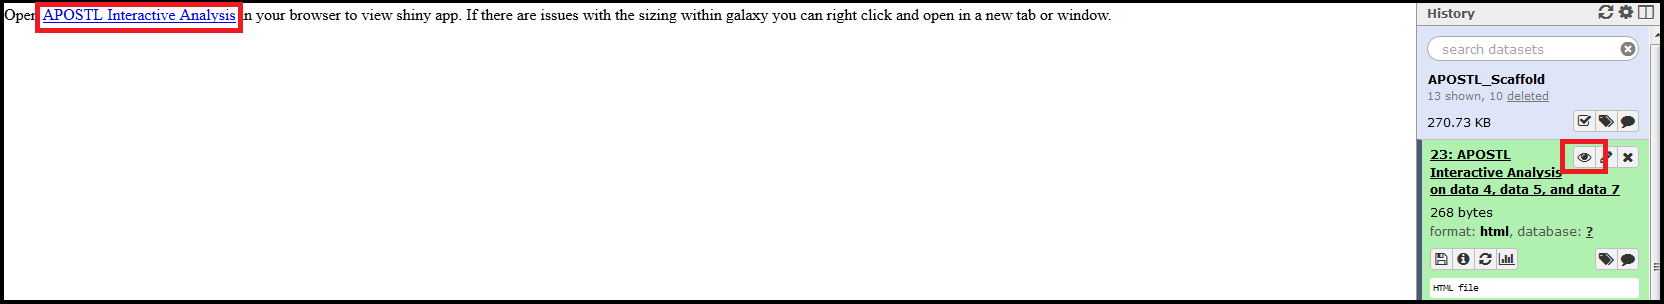 Open APOSTL Interactive Analysis in your browser to view shiny app. If there are issues with the sizing within galaxy you can right click and open in a new tab or window.
History
search datasets
APOSTL_Scaffold
13 shown, 10 deleted
270.73 KB
23: APOSTL
Interactive Analysis
on data 4, data 5, and data 7
268 bytes
format: html, database: ?
HTML file